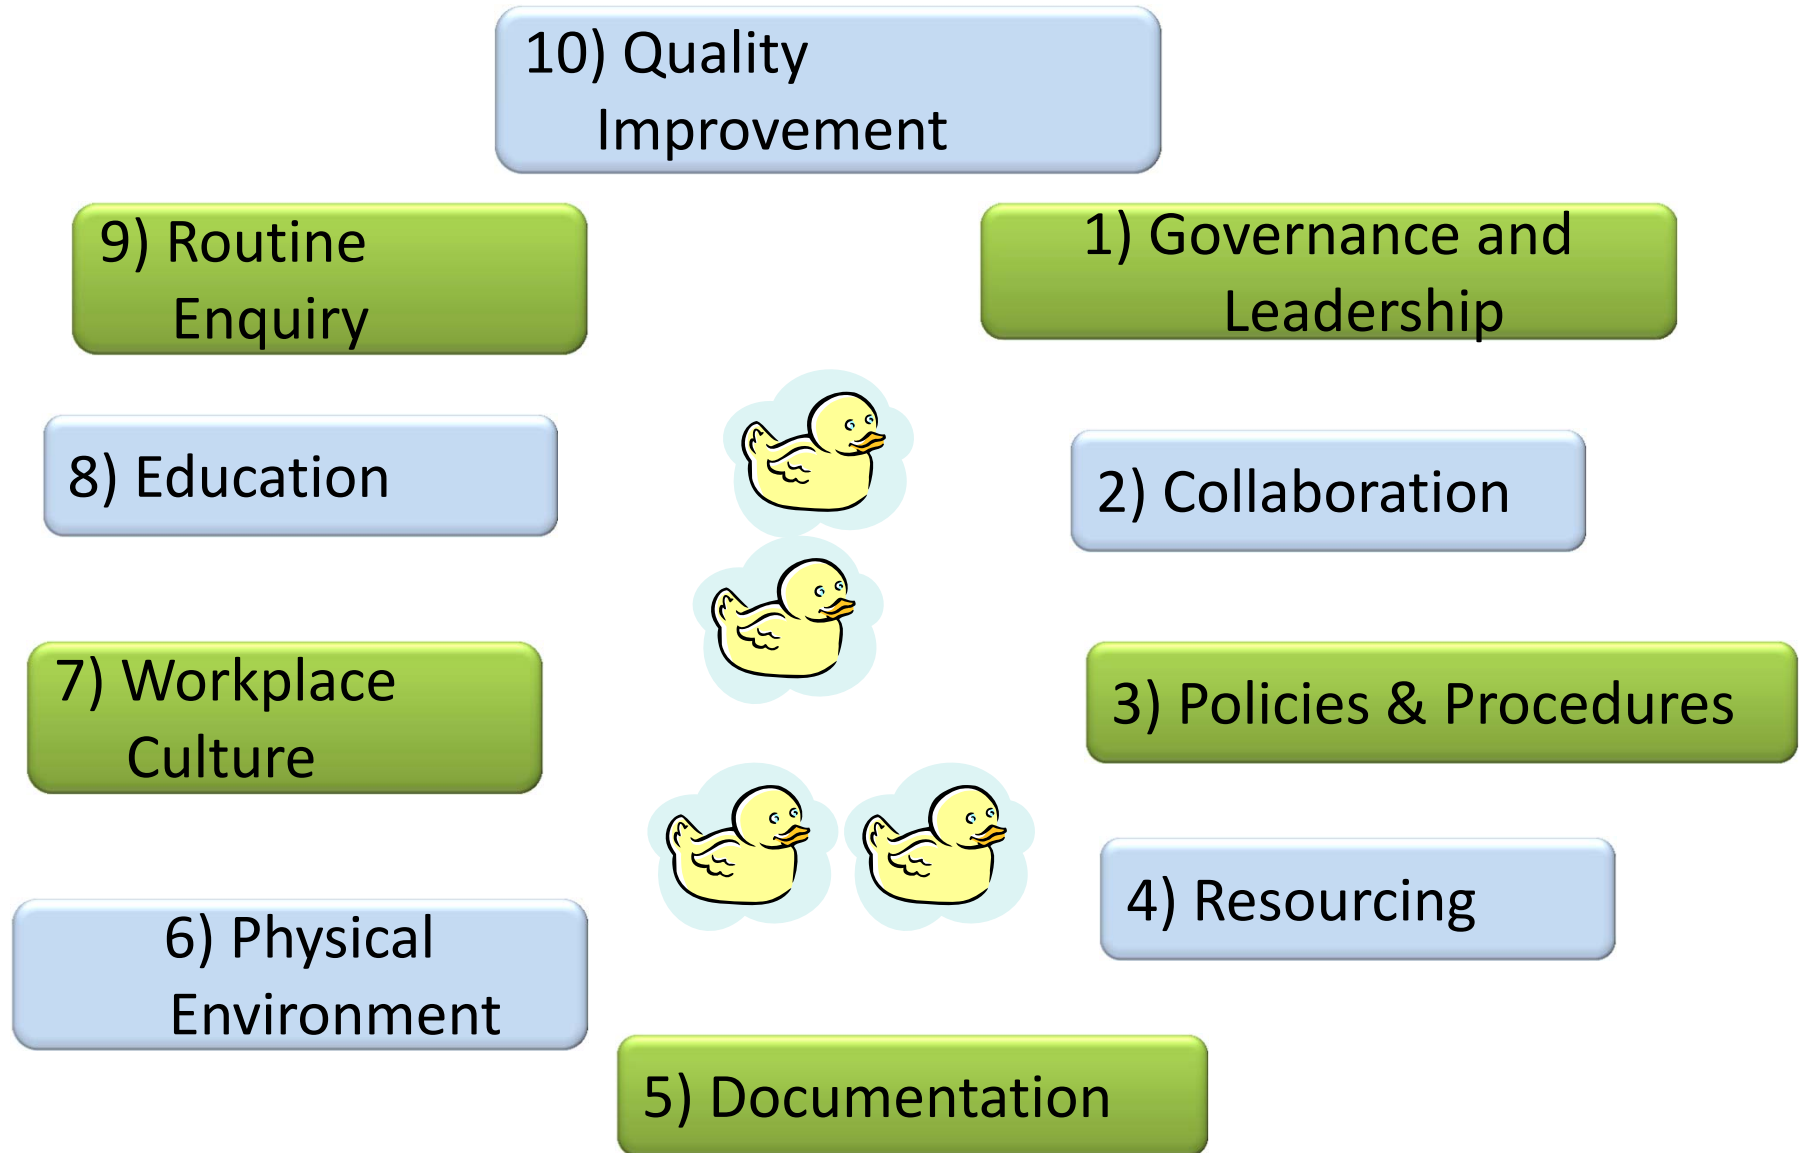 10) Quality
Improvement
9) Routine
Enquiry
1) Governance and
Leadership
8) Education
2) Collaboration
7) Workplace
Culture
3) Policies & Procedures
4) Resourcing
6) Physical
Environment
5) Documentation